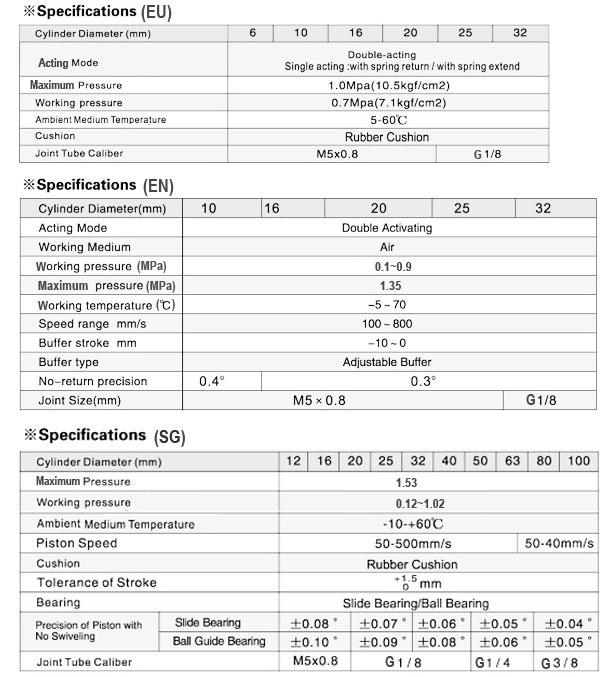 ※Specifications (EU)
Cylinder Diameter (mm) 6 10 16 20 25 32
Acting Mode Double-acting
Single acting :with spring return / with spring extend
Maximum Pressure 1.0Mpa(10.5kgf/cm2)
Working pressure 0.7Mpa(7.1kgf/cm2)
Ambient Medium Temperature 5-60℃
Cushion Rubber Cushion
Joint Tube Caliber M5x0.8 G1/8
※Specifications (EN)
Cylinder Diameter(mm) 10 16 20 25 32
Acting Mode Double Activating
Working Medium Air
Working pressure (MPa) 0.1~0.9
Maximum pressure (MPa) 1.35
Working temperature (℃) −5 ~ 70
Speed range mm/s 100 ~ 800
Buffer stroke mm −10 ~ 0
Buffer type Adjustable Buffer
No−return precision 0.4° 0.3°
Joint Size(mm) M5 × 0.8 G1/8
※Specifications (SG)
Cylinder Diameter (mm) 12 16 20 25 32 40 50 63 80 100
Maximum Pressure 1.53
Working pressure 0.12~1.02
Ambient Medium Temperature -10-+60℃
Piston Speed 50-500mm/s 50-40mm/s
Cushion Rubber Cushion
Tolerance of Stroke +1.5 0 mm
Bearing Slide Bearing/Ball Bearing
Precision of Piston with No Swiveling Slide Bearing ±0.08 ° ±0.07 ° ±0.06 ° ±0.05 ° ±0.04 °
Ball Guide Bearing ±0.10 ° ±0.09 ° ±0.08 ° ±0.06 ° ±0.05 °
Joint Tube Caliber M5x0.8 G1/8 G1/4 G3/8